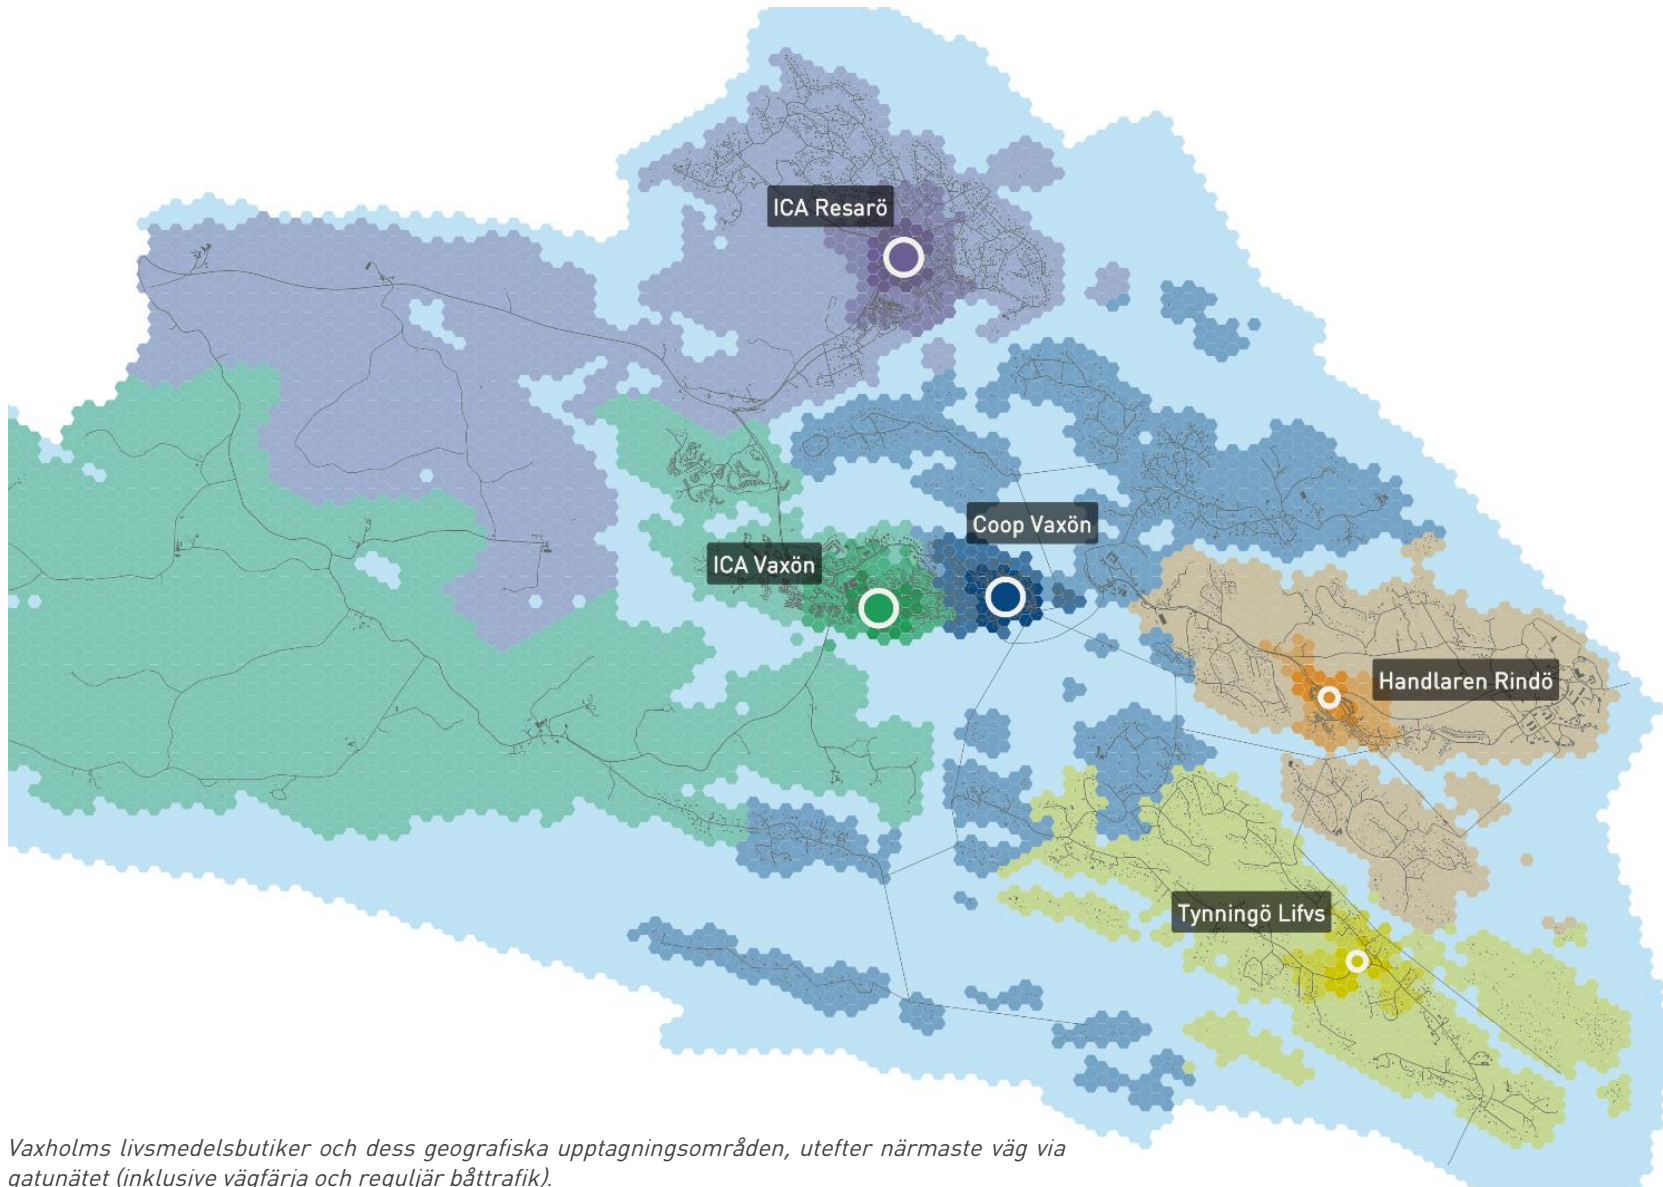 ICA Resarö
Coop Vaxön
ICA Vaxön
Handlaren Rindö
Tynningö Lifvs
Vaxholms livsmedelsbutiker och dess geografiska upptagningsområden, utefter närmaste väg via
gatunätet (inklusive vägfärja och reguljär båttrafik).